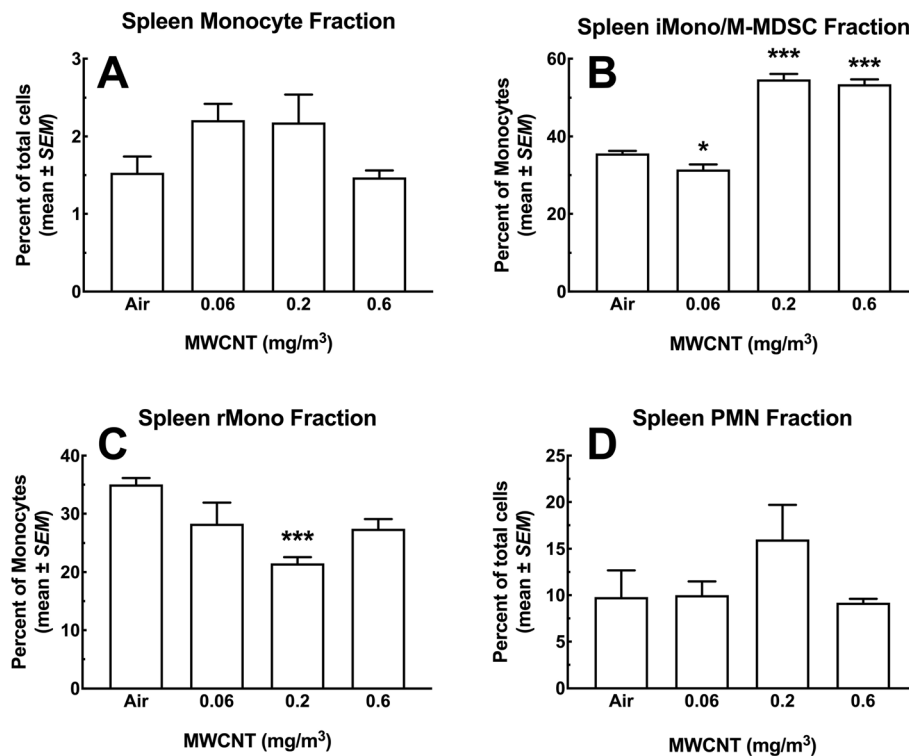 Spleen Monocyte Fraction
A
Percent of total cells
(mean ± SEM)
3
2
1
0
Air 0.06 0.2 0.6
MWCNT (mg/m³)
Spleen iMono/M-MDSC Fraction
B
Percent of Monocytes
(mean ± SEM)
60
40
20
0
*
***
***
Air 0.06 0.2 0.6
MWCNT (mg/m³)
Spleen rMono Fraction
C
Percent of Monocytes
(mean ± SEM)
40
30
20
10
0
***
Air 0.06 0.2 0.6
MWCNT (mg/m³)
Spleen PMN Fraction
D
Percent of total cells
(mean ± SEM)
25
20
15
10
5
0
Air 0.06 0.2 0.6
MWCNT (mg/m³)